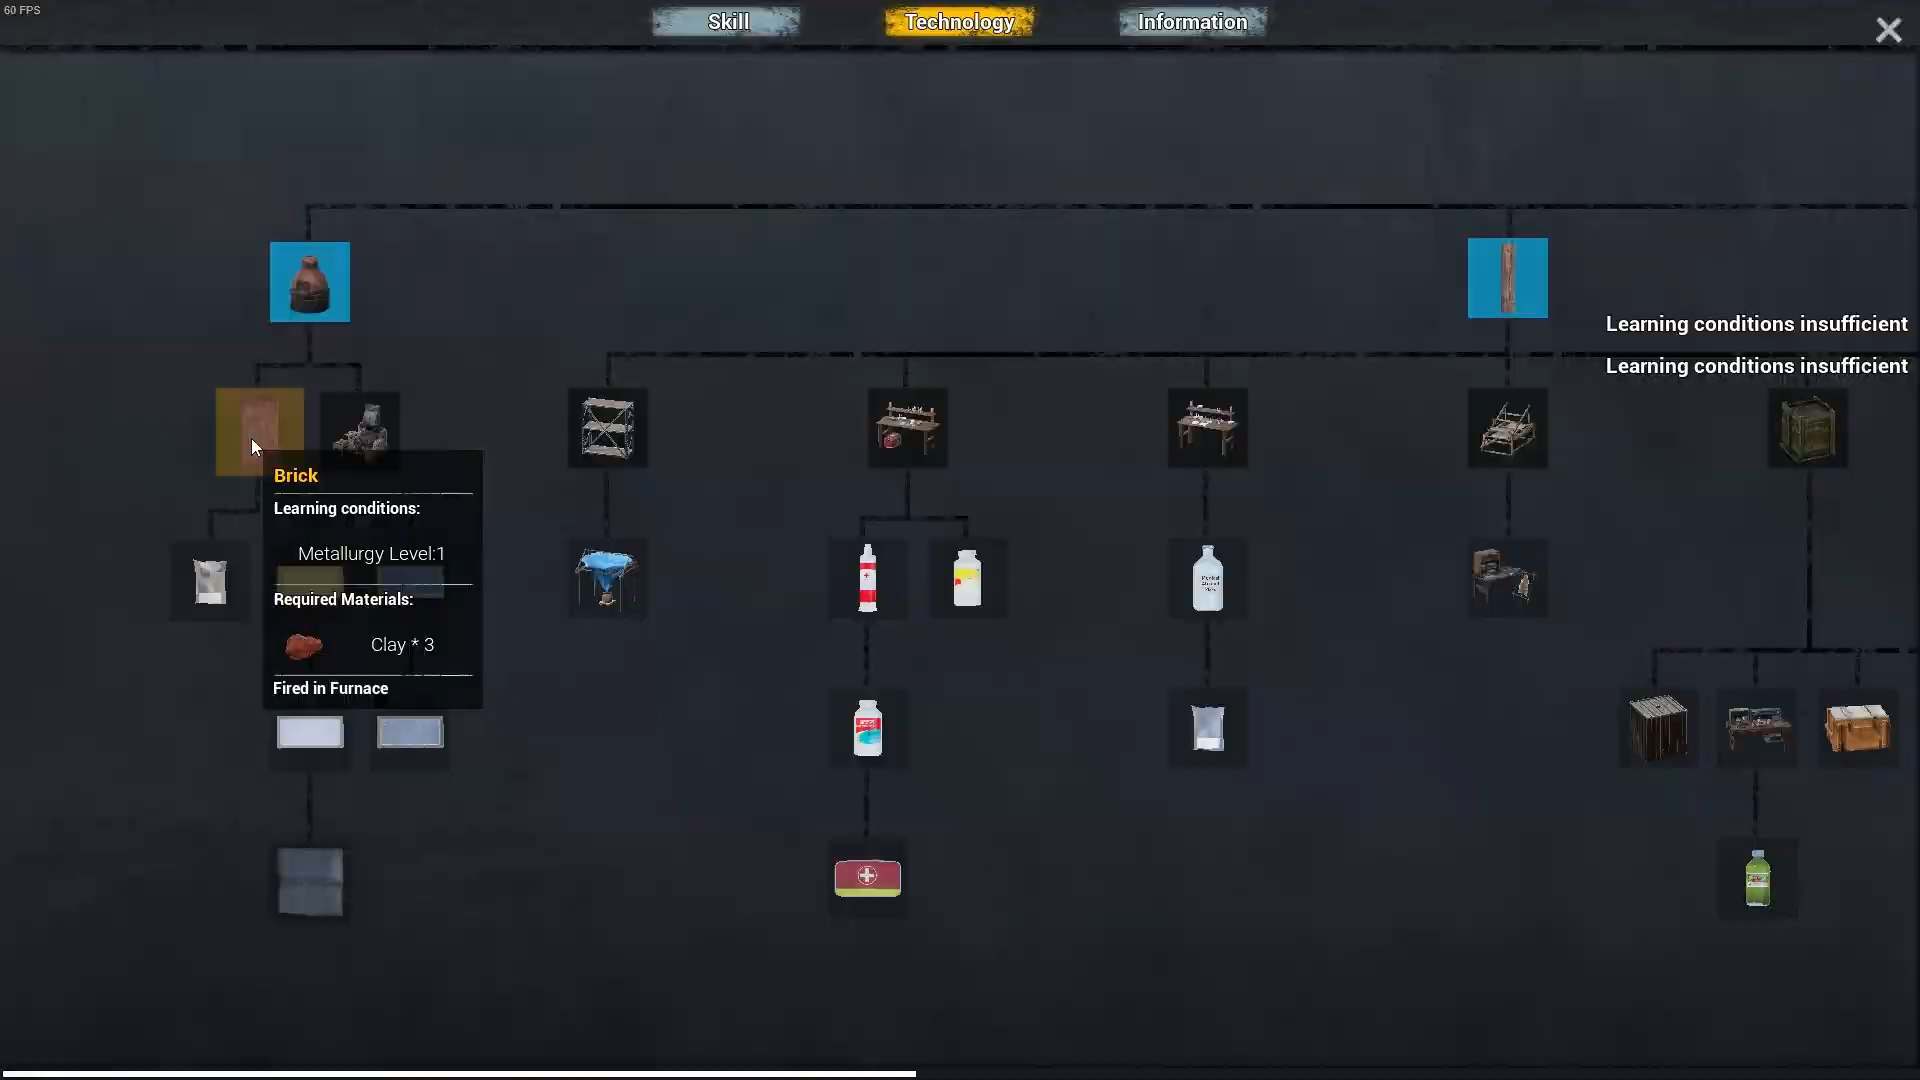 60 FPS
Skill
Technology
Information
Learning conditions insufficient
Learning conditions insufficient
Brick
Learning conditions:
Metallurgy Level:1
Required Materials:
Clay * 3
Fired in Furnace